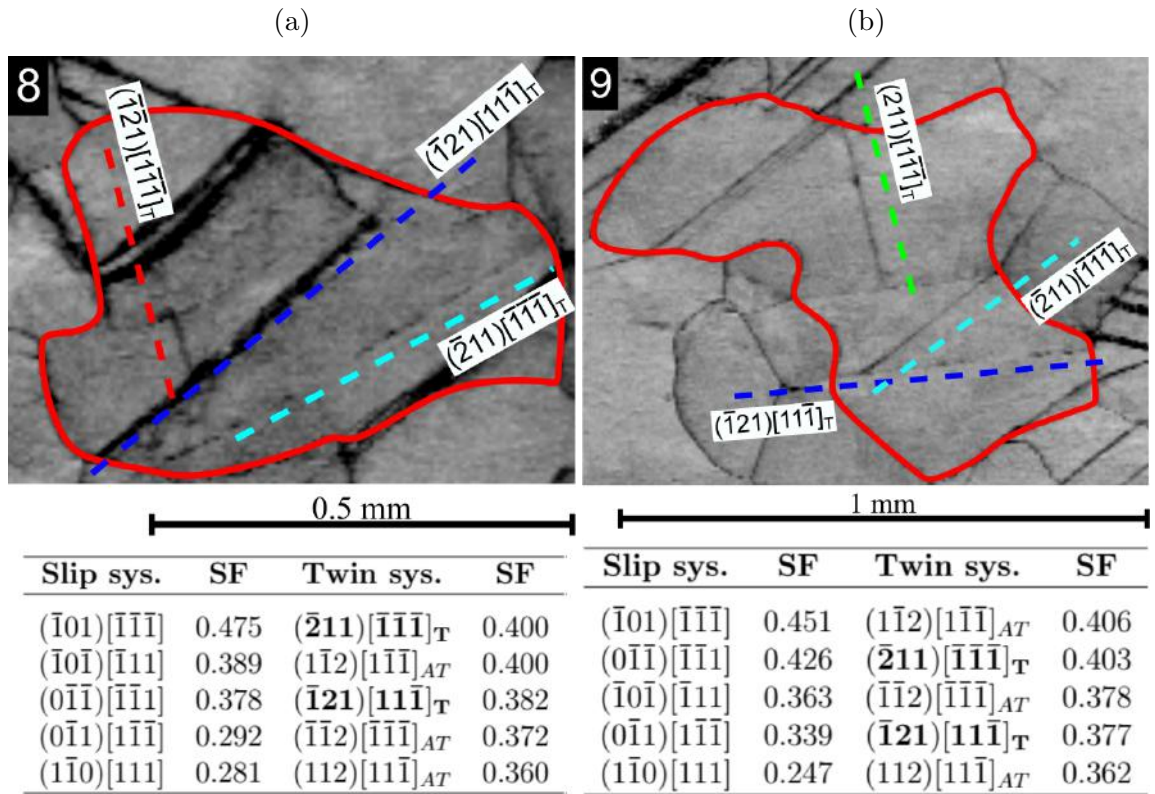 (a)
(b)
8
(1̄2̄1)[11̄1̄]T
(1̄21)[111̄]T
(2̄11)[1̄1̄1̄]T
9
(211)[11̄1̄]T
(2̄11)[1̄1̄1̄]T
(1̄21)[111̄]T
0.5 mm
Slip sys. SF Twin sys. SF
(1̄01)[1̄1̄1̄] 0.475 (2̄11)[1̄1̄1̄]T 0.400
(1̄01̄)[1̄11] 0.389 (11̄2)[11̄1̄]AT 0.400
(01̄1̄)[1̄1̄1] 0.378 (1̄21)[111̄]T 0.382
(01̄1)[11̄1̄] 0.292 (1̄1̄2)[1̄1̄1̄]AT 0.372
(11̄0)[111] 0.281 (112)[111̄]AT 0.360
1 mm
Slip sys. SF Twin sys. SF
(1̄01)[1̄1̄1̄] 0.451 (11̄2)[11̄1̄]AT 0.406
(01̄1̄)[1̄1̄1] 0.426 (2̄11)[1̄1̄1̄]T 0.403
(1̄01̄)[1̄11] 0.363 (1̄1̄2)[1̄1̄1̄]AT 0.378
(01̄1)[11̄1̄] 0.339 (1̄21)[111̄]T 0.377
(11̄0)[111] 0.247 (112)[111̄]AT 0.362